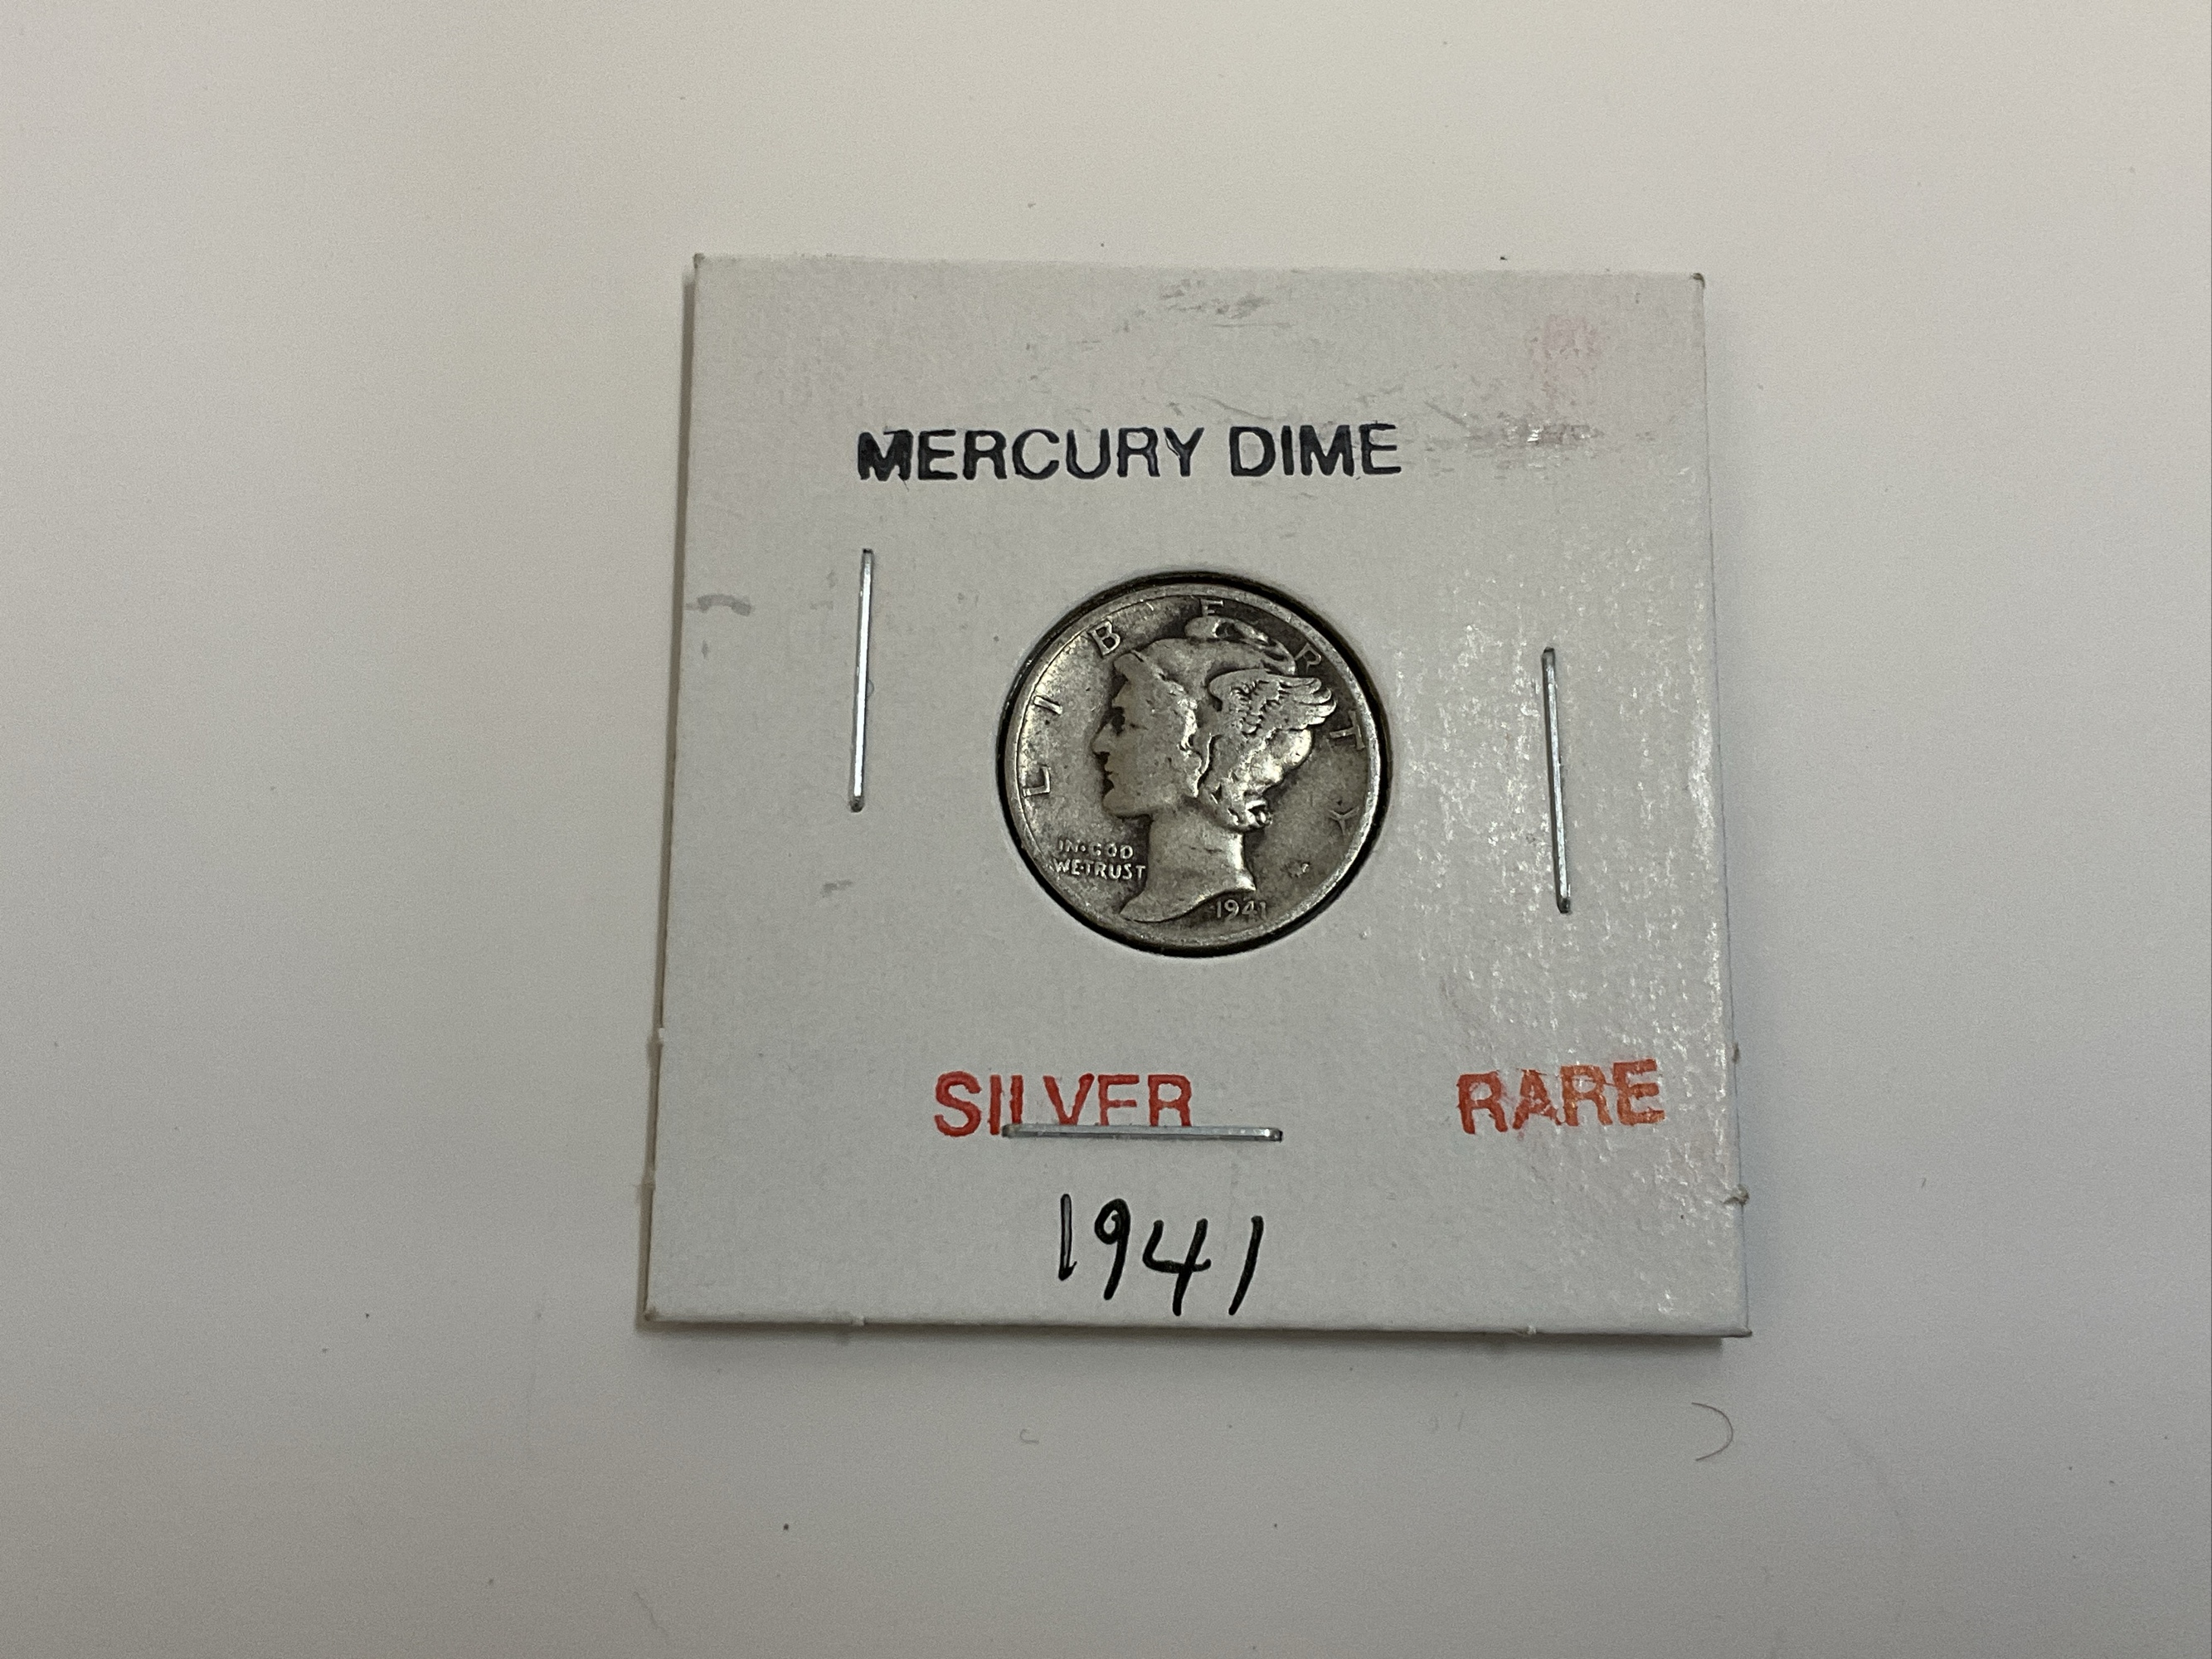 MERCURY DIME
LIBERTY
IN GOD
WE TRUST
1941
SILVER RARE
1941